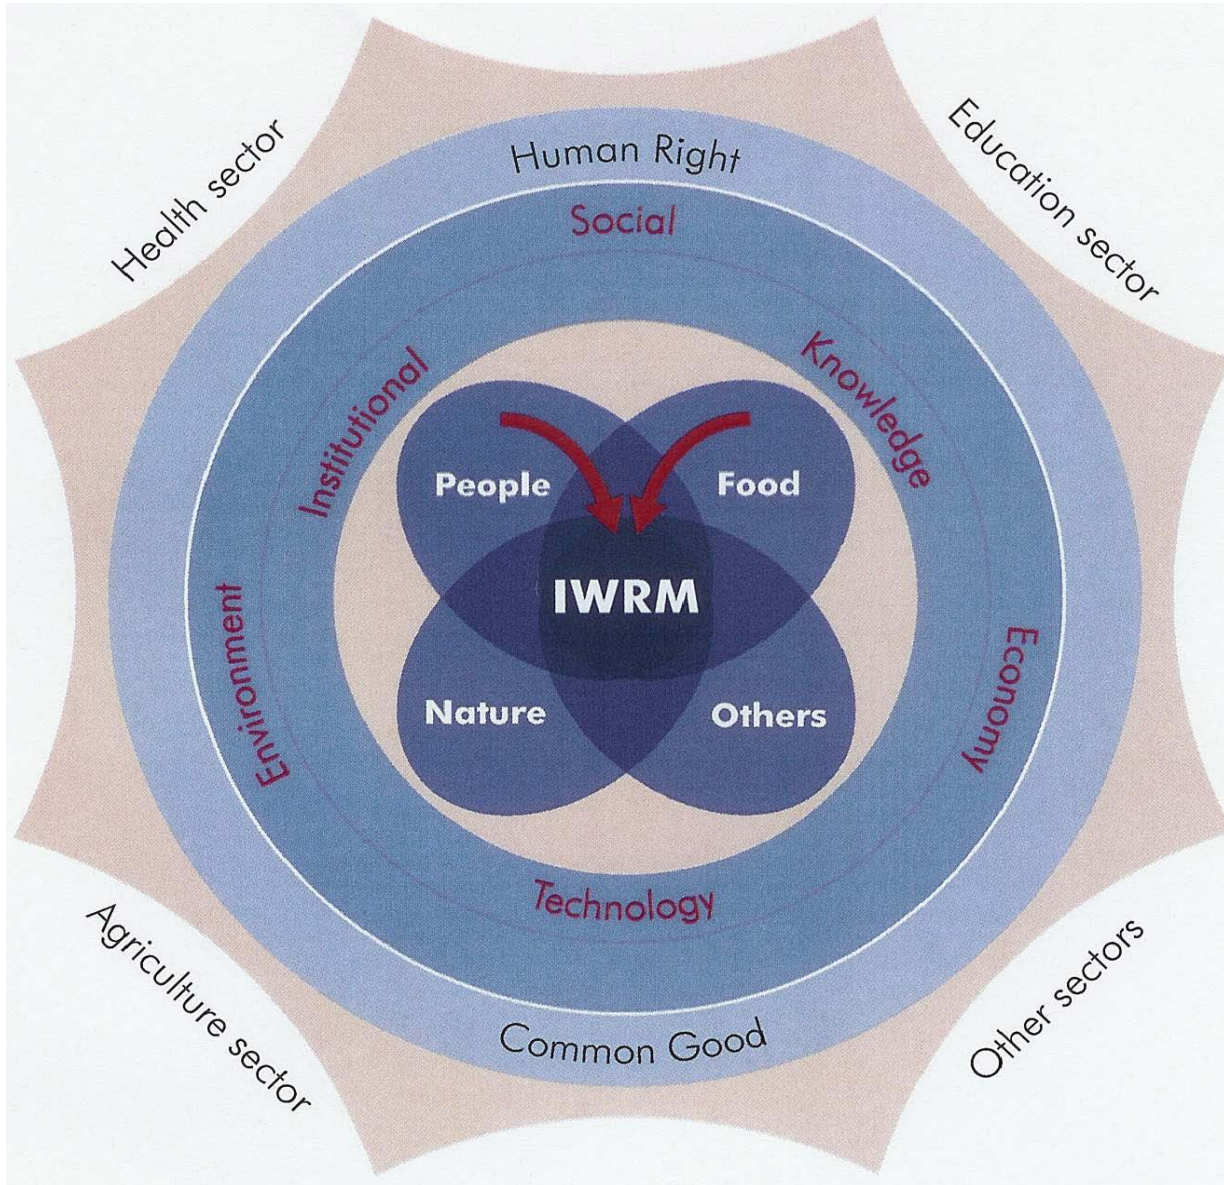 Health sector
Education sector
Human Right
Social
Institutional
Knowledge
People
Food
IWRM
Environment
Economy
Nature
Others
Technology
Agriculture sector
Other sectors
Common Good